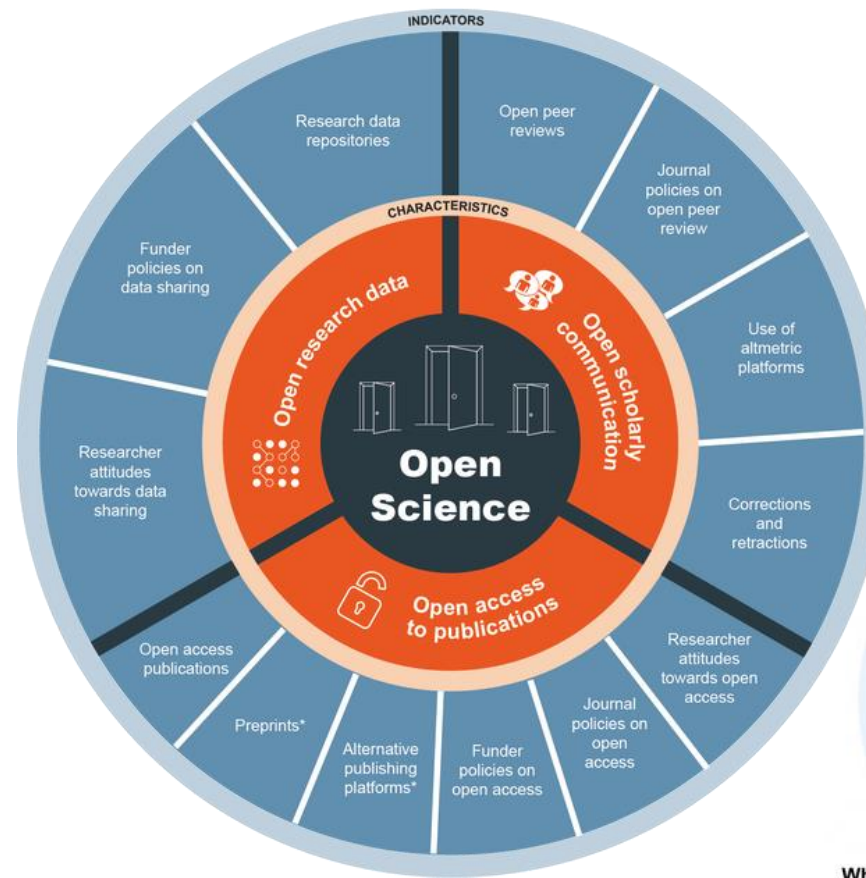 INDICATORS
Research data
repositories
Open peer
reviews
Journal
policies on
open peer
review
Use of
altmetric
platforms
Corrections
and
retractions
Researcher
attitudes
towards open
access
Journal
policies on
open
access
Funder
policies on
open access
Alternative
publishing
platforms*
Preprints*
Open access
publications
Researcher
attitudes
towards data
sharing
Funder
policies on
data sharing
CHARACTERISTICS
Open research data
Open scholarly
communication
Open access
to publications
Open
Science